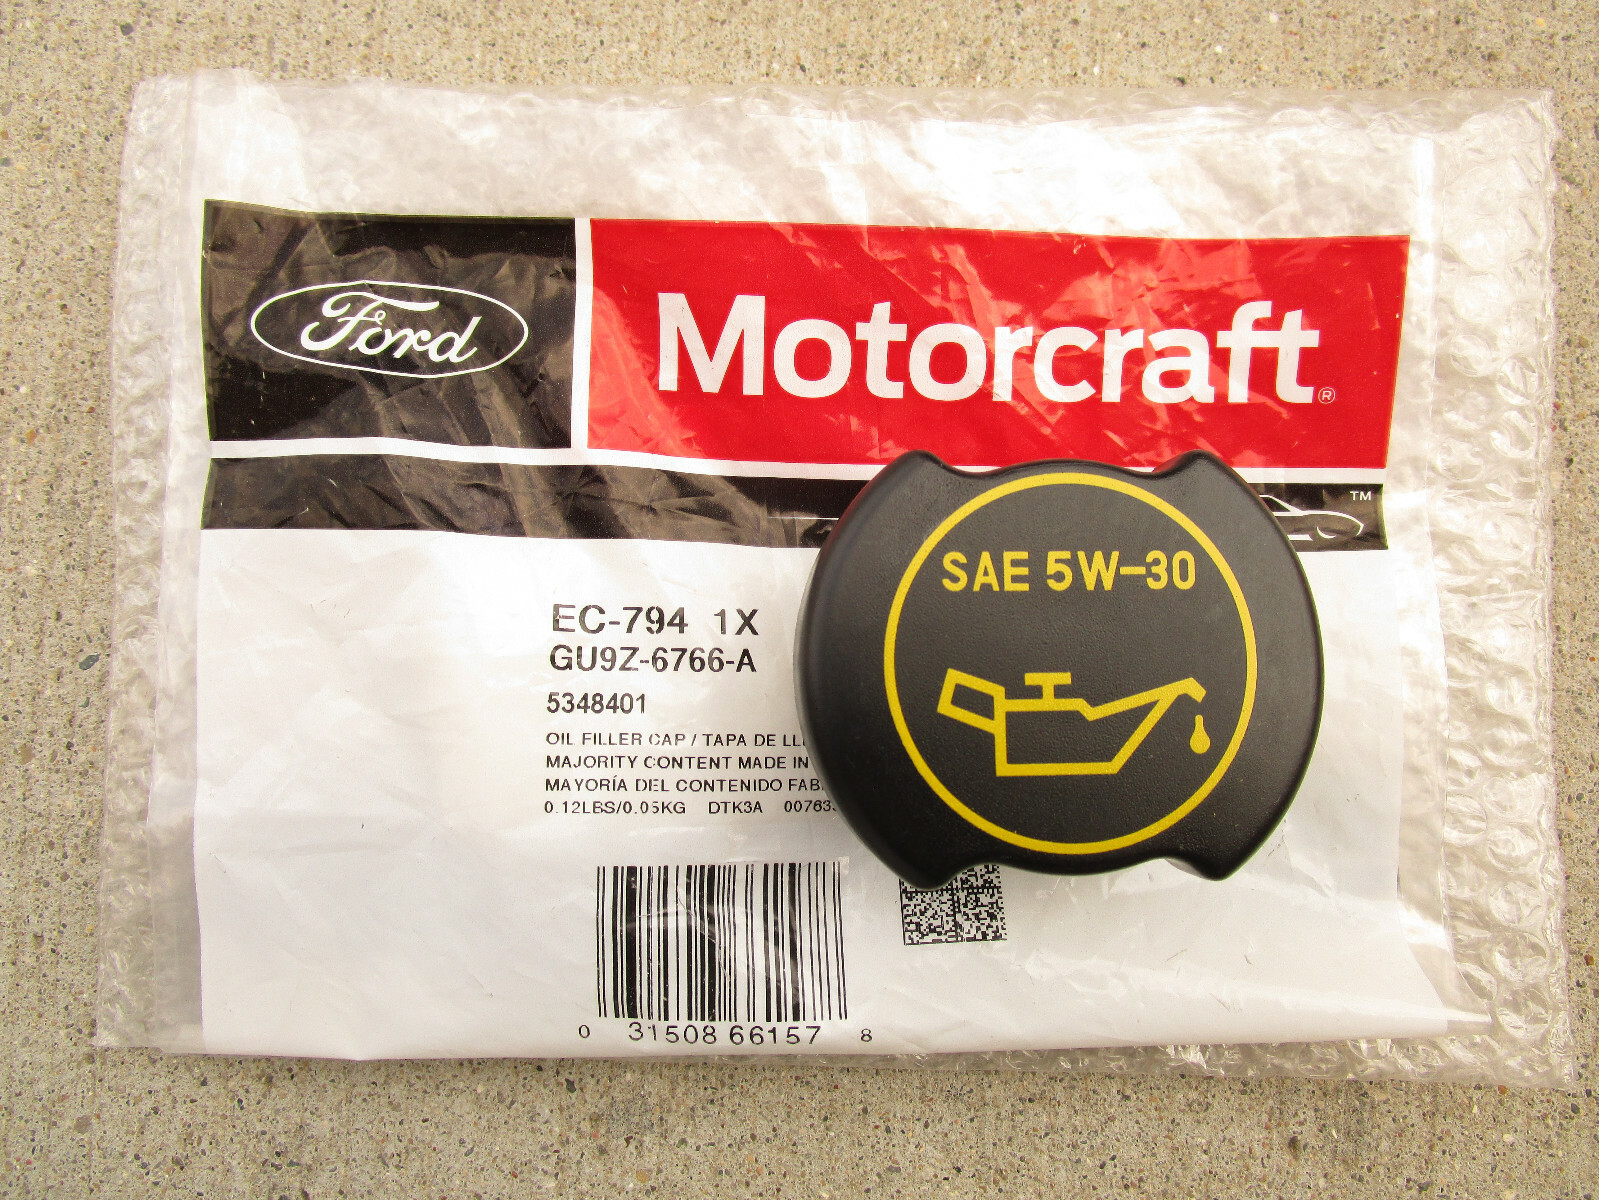 Ford
Motorcraft®
™
SAE 5W-30
EC-794 1X
GU9Z-6766-A
5348401
OIL FILLER CAP / TAPA DE
MAJORITY CONTENT MADE IN
MAYORÍA DEL CONTENIDO
0.12LBS/0.05KG DTK3A
0 31508 66157 8